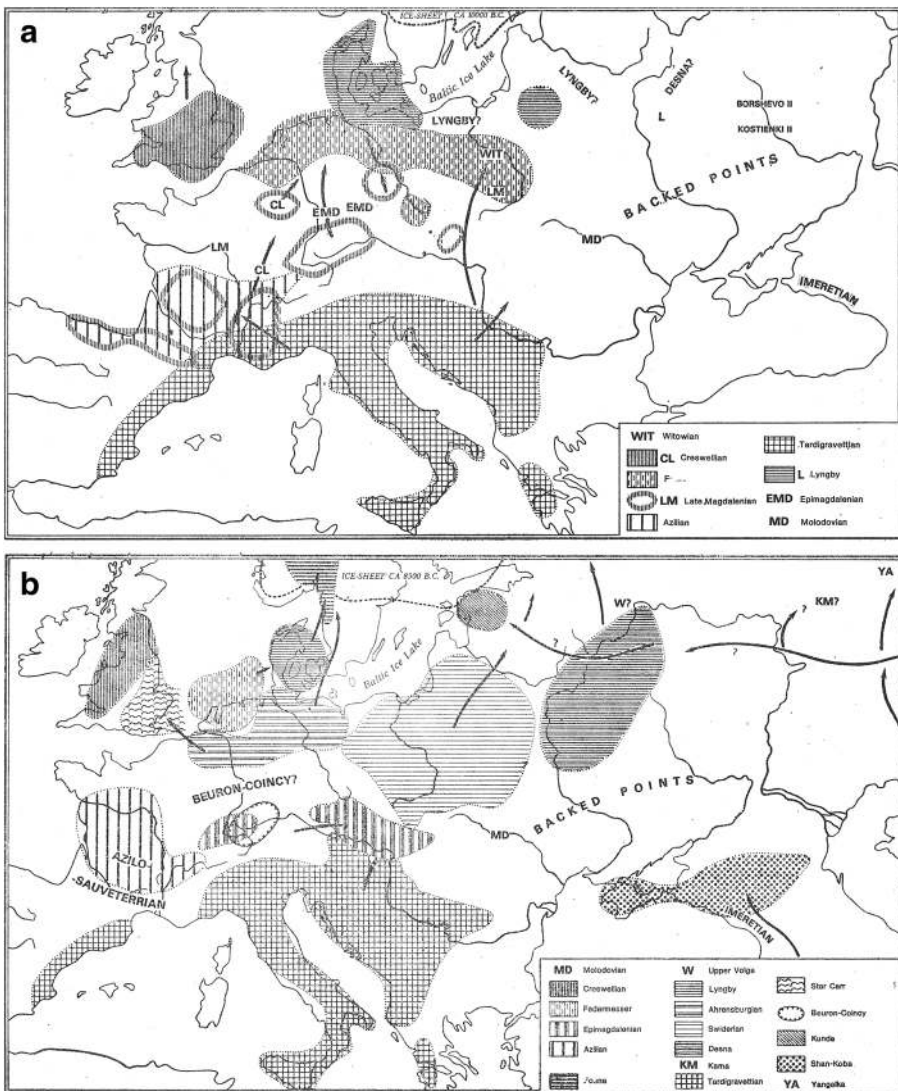 a
ICE-SHEET CA 10000 B.C.
Baltic Ice Lake
LYNGBY?
DESNA?
LYNGBY?
L
BORSHEVO II
KOSTIENKI II
WIT
LM
BACKED POINTS
CL
EMD
EMD
LM
CL
MD
IMERETIAN
WIT Witowian
CL Creswellian
LM Late Magdalenian
Azilian
Tardigravettian
L Lyngby
EMD Epimagdalenian
MD Molodovian
b
ICE-SHEET CA 8500 B.C.
YA
W?
KM?
?
?
?
Baltic Ice Lake
BEURON-COINCY?
BACKED POINTS
MD
AZILO-
-SAUVETERRIAN
IMERETIAN
MD Molodovian
Creswellian
Federmesser
Epimagdalenian
Azilian
W Upper Volga
Lyngby
Ahrensburgian
Swiderian
Desna
KM Kama
Tardigravettian
Star Carr
Beuron-Coincy
Kunda
Shan-Koba
YA Yangelka